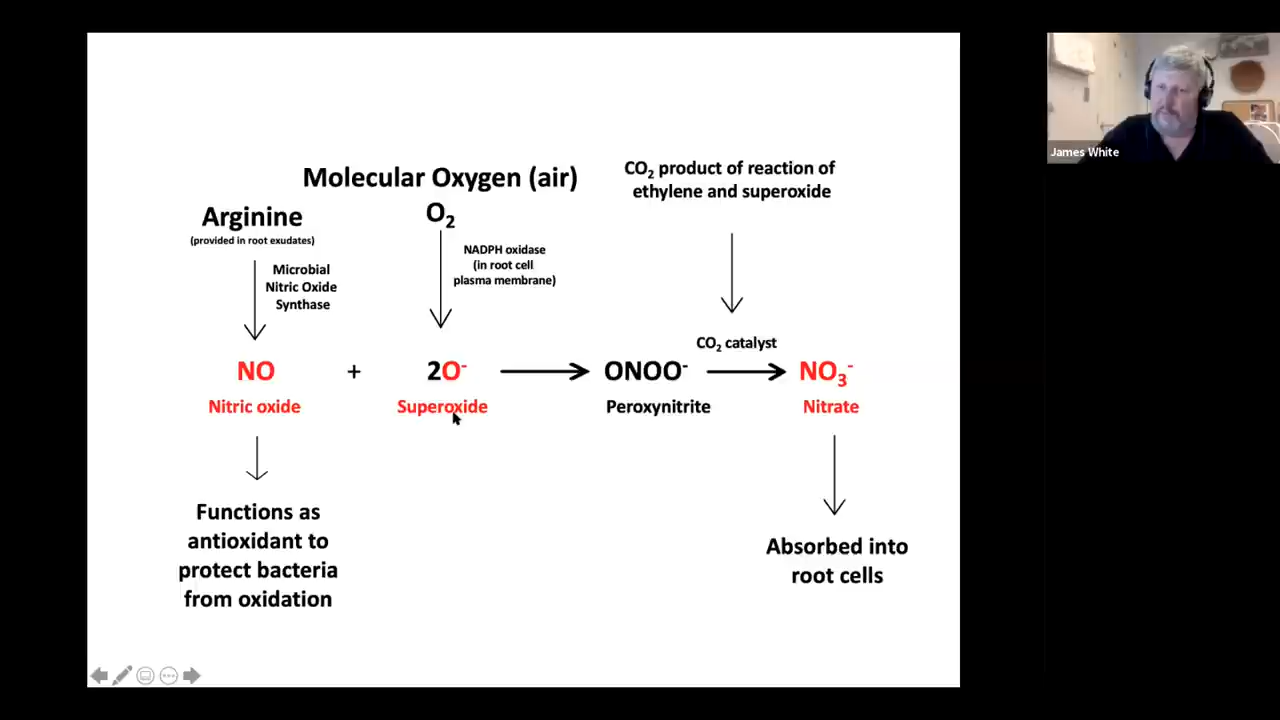 Molecular Oxygen (air)
O₂
Arginine
(provided in root exudates)
CO₂ product of reaction of
ethylene and superoxide
NADPH oxidase
(in root cell
plasma membrane)
Microbial
Nitric Oxide
Synthase
CO₂ catalyst
NO + 2O⁻ ONOO⁻ NO₃⁻
Nitric oxide Superoxide Peroxynitrite Nitrate
Functions as
antioxidant to
protect bacteria
from oxidation
Absorbed into
root cells
James White